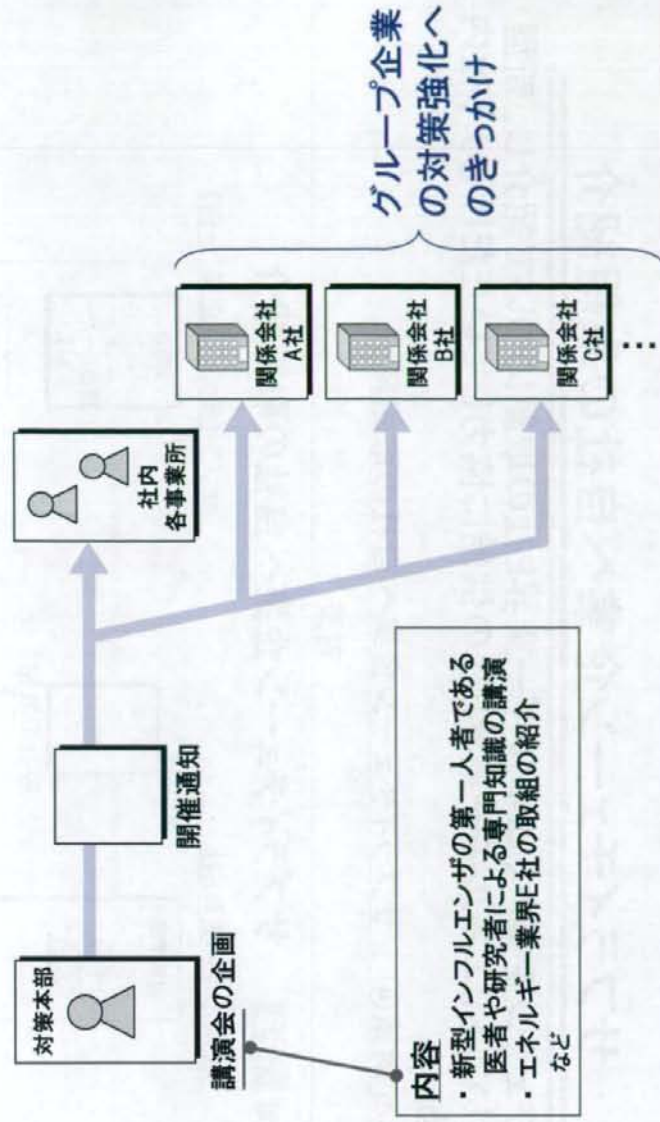 対策本部
講演会の企画
開催通知
社内
各事業所
関係会社
A社
関係会社
B社
関係会社
C社
⋮
グループ企業
の対策強化へ
のきっかけ
内容
・新型インフルエンザの第一人者である
医者や研究者による専門知識の講演
・エネルギー業界E社の取組の紹介
など